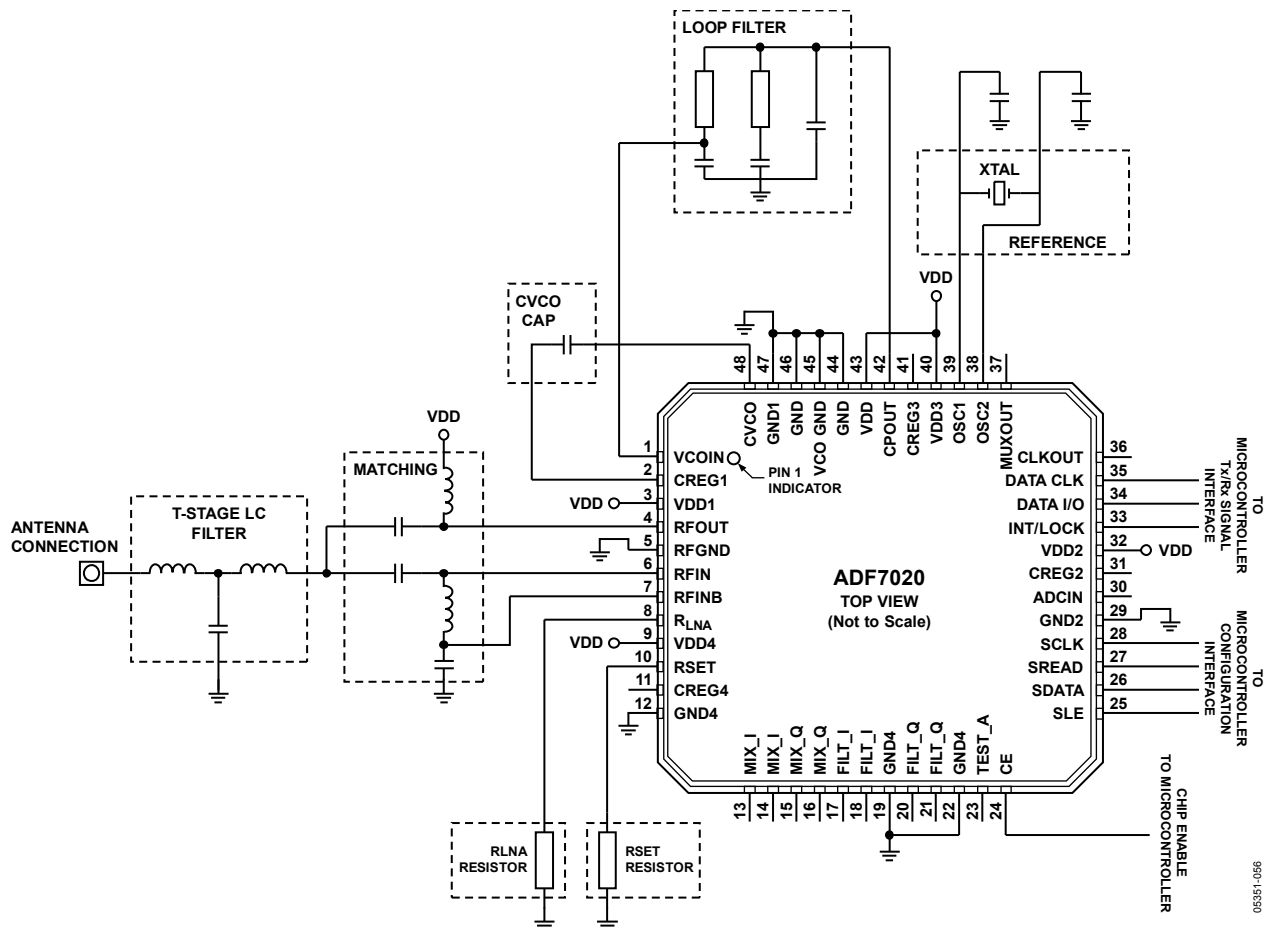 LOOP FILTER
XTAL
REFERENCE
VDD
CVCO
CAP
48
47
46
45
44
43
42
41
40
39
38
37
CVCO
GND1
GND
VCO GND
GND
VDD
CPOUT
CREG3
VDD3
OSC1
OSC2
MUXOUT
VDD
MATCHING
T-STAGE LC
FILTER
ANTENNA
CONNECTION
1 VCOIN
PIN 1
INDICATOR
2 CREG1
VDD 3 VDD1
4 RFOUT
5 RFGND
6 RFIN
7 RFINB
8 RLNA
VDD 9 VDD4
10 RSET
11 CREG4
12 GND4
ADF7020
TOP VIEW
(Not to Scale)
CLKOUT 36
DATA CLK 35
DATA I/O 34
INT/LOCK 33
VDD2 32 VDD
CREG2 31
ADCIN 30
GND2 29
SCLK 28
SREAD 27
SDATA 26
SLE 25
TO
MICROCONTROLLER
Tx/Rx SIGNAL
INTERFACE
TO
MICROCONTROLLER
CONFIGURATION
INTERFACE
MIX_I
MIX_I
MIX_Q
MIX_Q
FILT_I
FILT_I
GND4
FILT_Q
FILT_Q
GND4
TEST_A
CE
13
14
15
16
17
18
19
20
21
22
23
24
CHIP ENABLE
TO MICROCONTROLLER
RLNA
RESISTOR
RSET
RESISTOR
05351-056